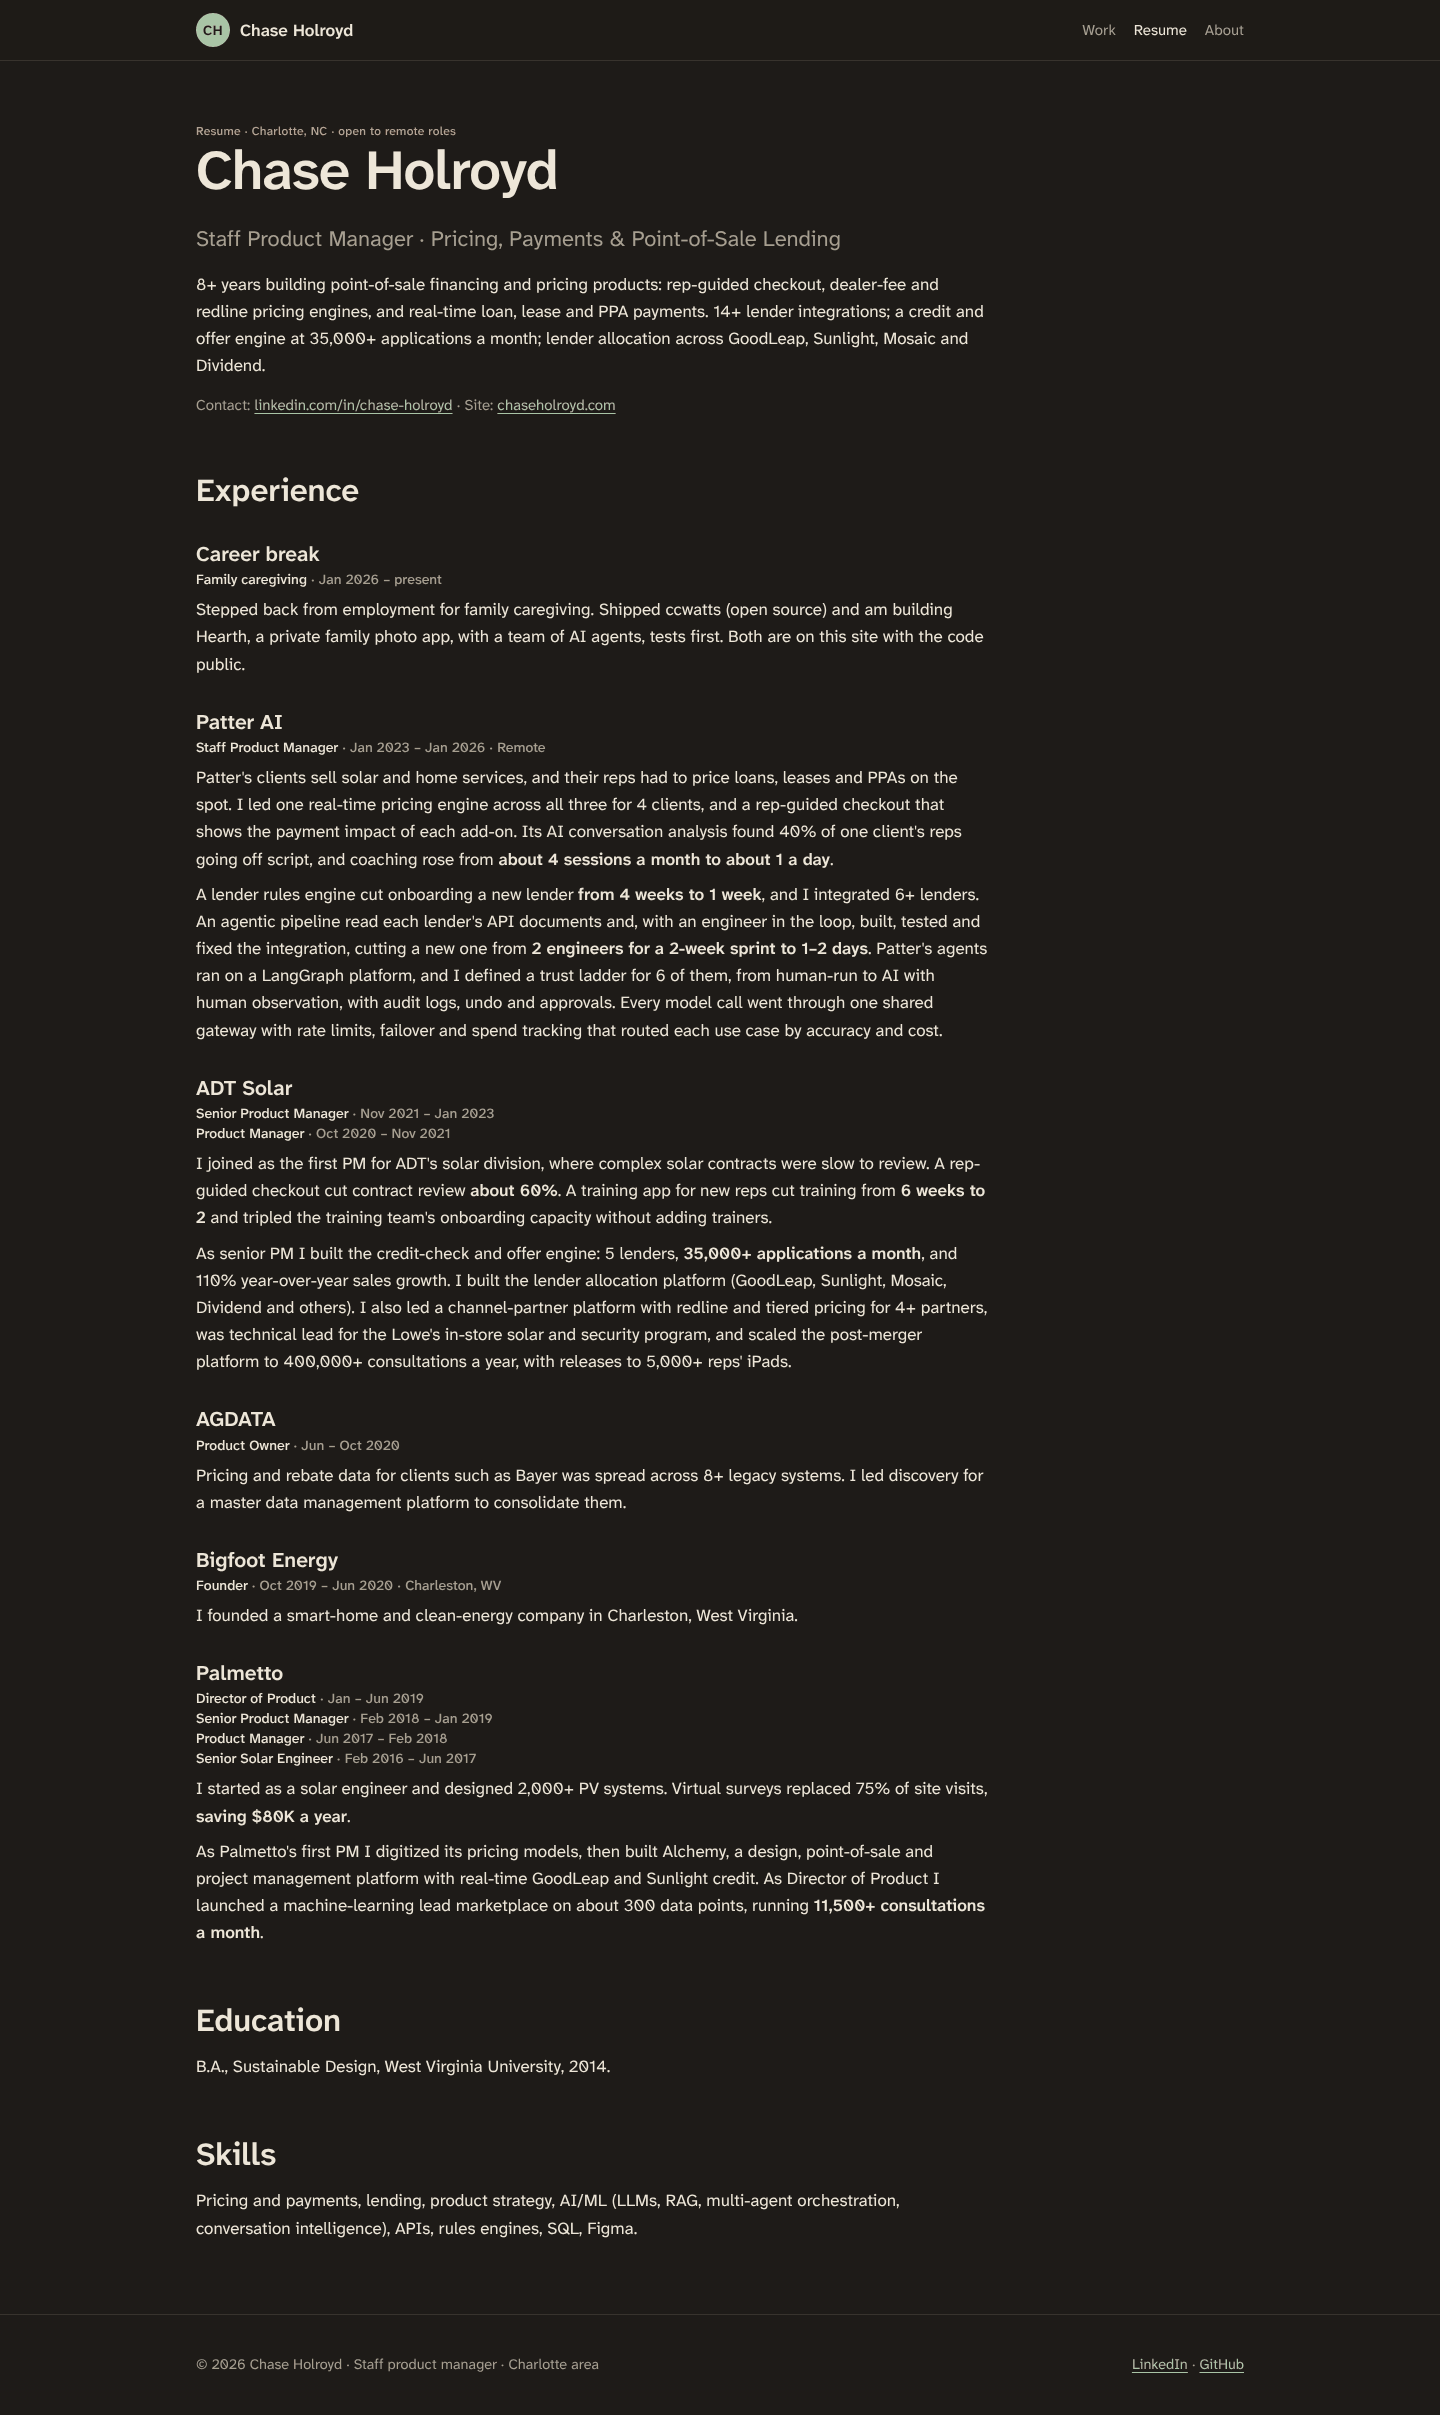 CH Chase Holroyd
Work Resume About
Resume · Charlotte, NC · open to remote roles
Chase Holroyd
Staff Product Manager · Pricing, Payments & Point-of-Sale Lending
8+ years building point-of-sale financing and pricing products: rep-guided checkout, dealer-fee and
redline pricing engines, and real-time loan, lease and PPA payments. 14+ lender integrations; a credit and
offer engine at 35,000+ applications a month; lender allocation across GoodLeap, Sunlight, Mosaic and
Dividend.
Contact: linkedin.com/in/chase-holroyd · Site: chaseholroyd.com
Experience
Career break
Family caregiving · Jan 2026 – present
Stepped back from employment for family caregiving. Shipped ccwatts (open source) and am building
Hearth, a private family photo app, with a team of AI agents, tests first. Both are on this site with the code
public.
Patter AI
Staff Product Manager · Jan 2023 – Jan 2026 · Remote
Patter's clients sell solar and home services, and their reps had to price loans, leases and PPAs on the
spot. I led one real-time pricing engine across all three for 4 clients, and a rep-guided checkout that
shows the payment impact of each add-on. Its AI conversation analysis found 40% of one client's reps
going off script, and coaching rose from about 4 sessions a month to about 1 a day.
A lender rules engine cut onboarding a new lender from 4 weeks to 1 week, and I integrated 6+ lenders.
An agentic pipeline read each lender's API documents and, with an engineer in the loop, built, tested and
fixed the integration, cutting a new one from 2 engineers for a 2-week sprint to 1–2 days. Patter's agents
ran on a LangGraph platform, and I defined a trust ladder for 6 of them, from human-run to AI with
human observation, with audit logs, undo and approvals. Every model call went through one shared
gateway with rate limits, failover and spend tracking that routed each use case by accuracy and cost.
ADT Solar
Senior Product Manager · Nov 2021 – Jan 2023
Product Manager · Oct 2020 – Nov 2021
I joined as the first PM for ADT's solar division, where complex solar contracts were slow to review. A rep-
guided checkout cut contract review about 60%. A training app for new reps cut training from 6 weeks to
2 and tripled the training team's onboarding capacity without adding trainers.
As senior PM I built the credit-check and offer engine: 5 lenders, 35,000+ applications a month, and
110% year-over-year sales growth. I built the lender allocation platform (GoodLeap, Sunlight, Mosaic,
Dividend and others). I also led a channel-partner platform with redline and tiered pricing for 4+ partners,
was technical lead for the Lowe's in-store solar and security program, and scaled the post-merger
platform to 400,000+ consultations a year, with releases to 5,000+ reps' iPads.
AGDATA
Product Owner · Jun – Oct 2020
Pricing and rebate data for clients such as Bayer was spread across 8+ legacy systems. I led discovery for
a master data management platform to consolidate them.
Bigfoot Energy
Founder · Oct 2019 – Jun 2020 · Charleston, WV
I founded a smart-home and clean-energy company in Charleston, West Virginia.
Palmetto
Director of Product · Jan – Jun 2019
Senior Product Manager · Feb 2018 – Jan 2019
Product Manager · Jun 2017 – Feb 2018
Senior Solar Engineer · Feb 2016 – Jun 2017
I started as a solar engineer and designed 2,000+ PV systems. Virtual surveys replaced 75% of site visits,
saving $80K a year.
As Palmetto's first PM I digitized its pricing models, then built Alchemy, a design, point-of-sale and
project management platform with real-time GoodLeap and Sunlight credit. As Director of Product I
launched a machine-learning lead marketplace on about 300 data points, running 11,500+ consultations
a month.
Education
B.A., Sustainable Design, West Virginia University, 2014.
Skills
Pricing and payments, lending, product strategy, AI/ML (LLMs, RAG, multi-agent orchestration,
conversation intelligence), APIs, rules engines, SQL, Figma.
© 2026 Chase Holroyd · Staff product manager · Charlotte area
LinkedIn · GitHub